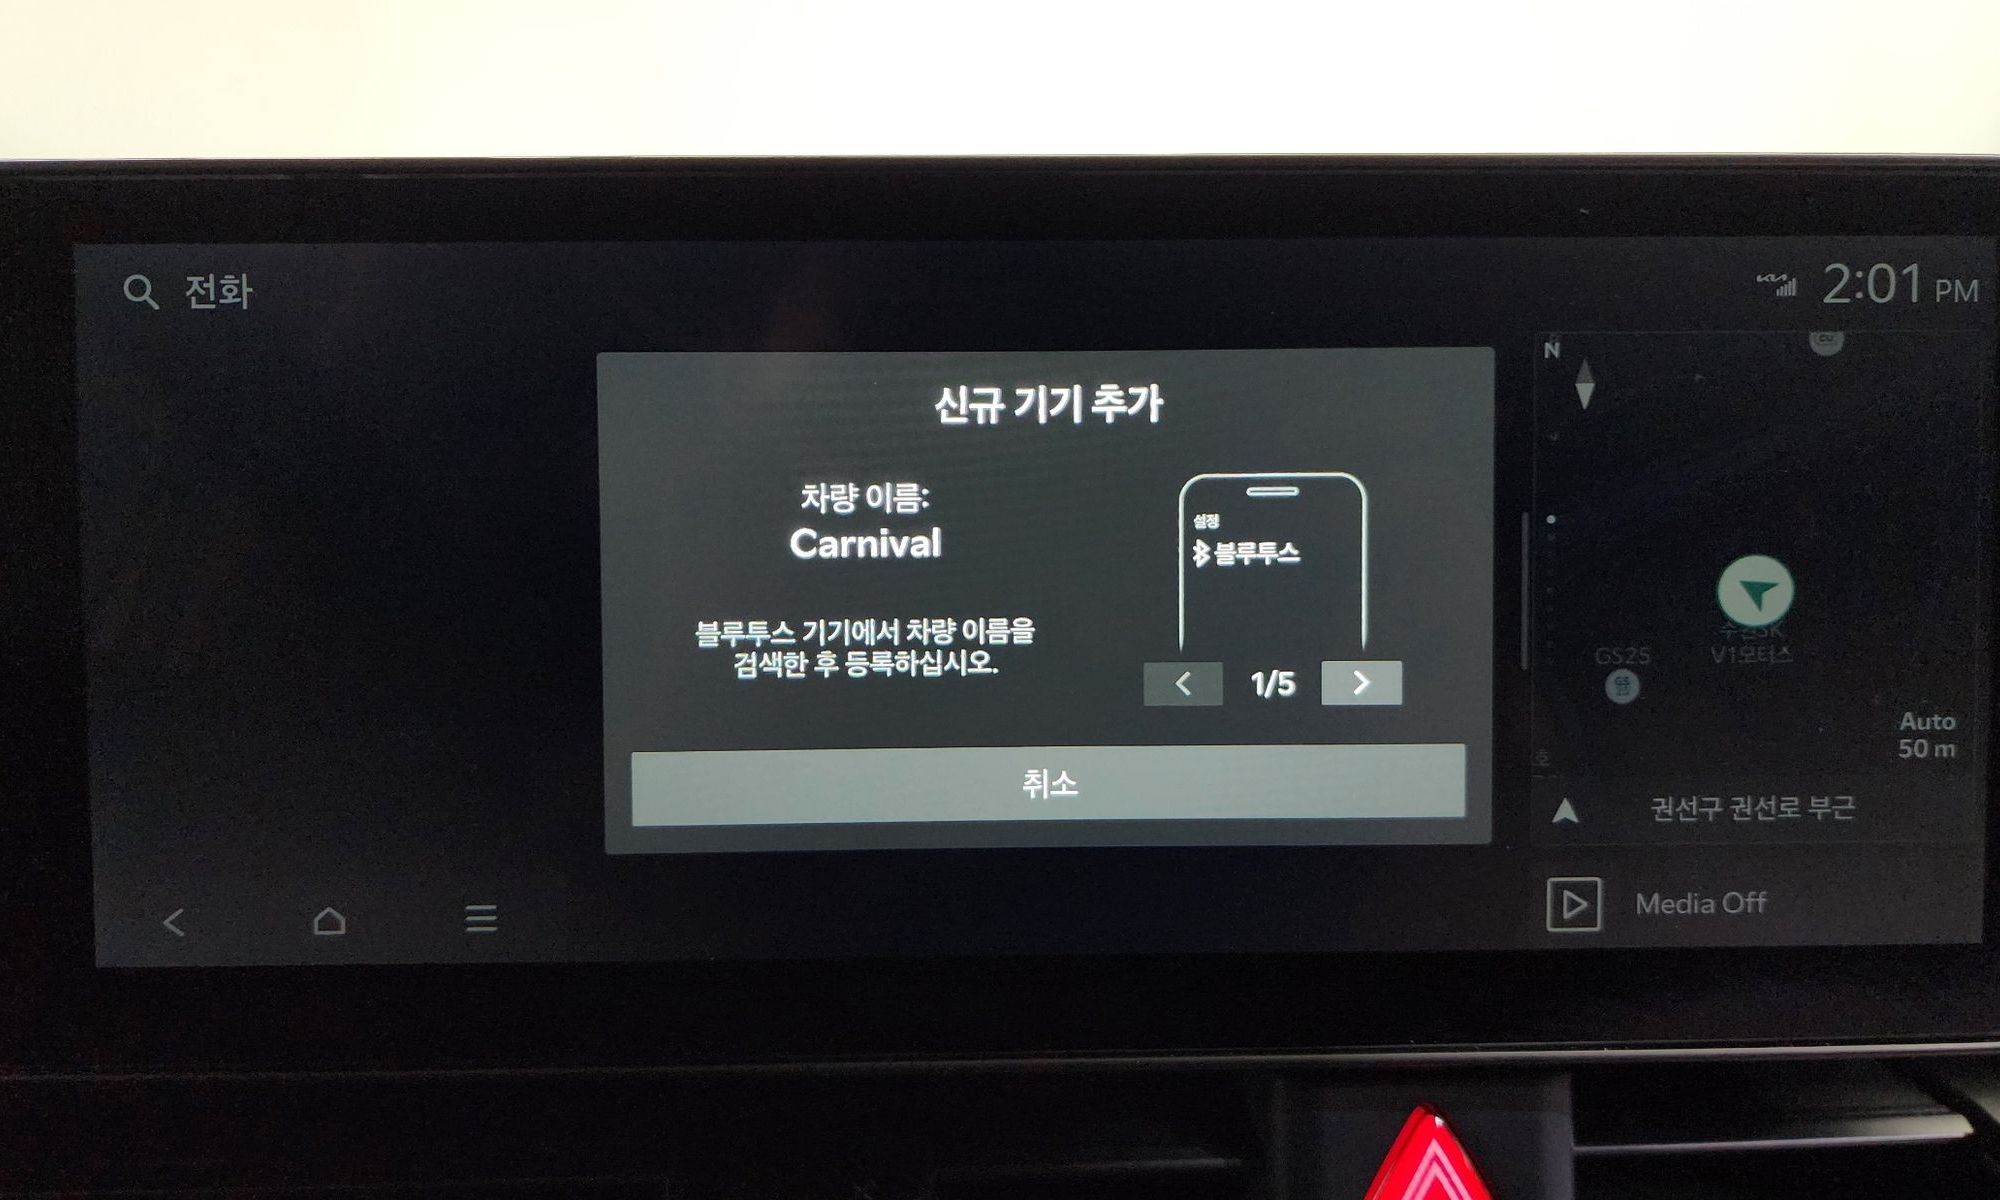 전화
2:01 PM
신규 기기 추가
차량 이름:
Carnival
블루투스 기기에서 차량 이름을
검색한 후 등록하십시오.
설정
블루투스
1/5
취소
N
CU
GS25
V1모터스
Auto
50 m
권선구 권선로 부근
Media Off